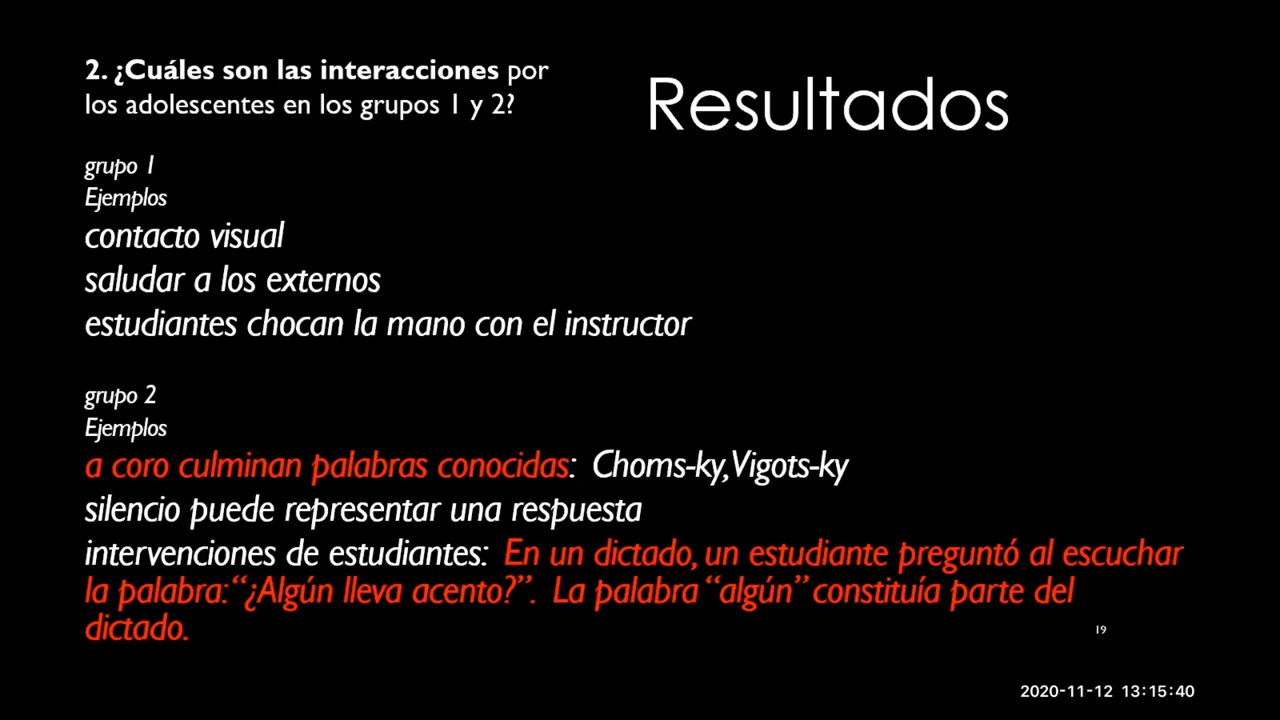 2. ¿Cuáles son las interacciones por
los adolescentes en los grupos 1 y 2?
Resultados
grupo 1
Ejemplos
contacto visual
saludar a los externos
estudiantes chocan la mano con el instructor
grupo 2
Ejemplos
a coro culminan palabras conocidas: Choms-ky, Vigots-ky
silencio puede representar una respuesta
intervenciones de estudiantes: En un dictado, un estudiante preguntó al escuchar
la palabra: “¿Algún lleva acento?”. La palabra “algún” constituía parte del
dictado.
19
2020-11-12 13:15:40